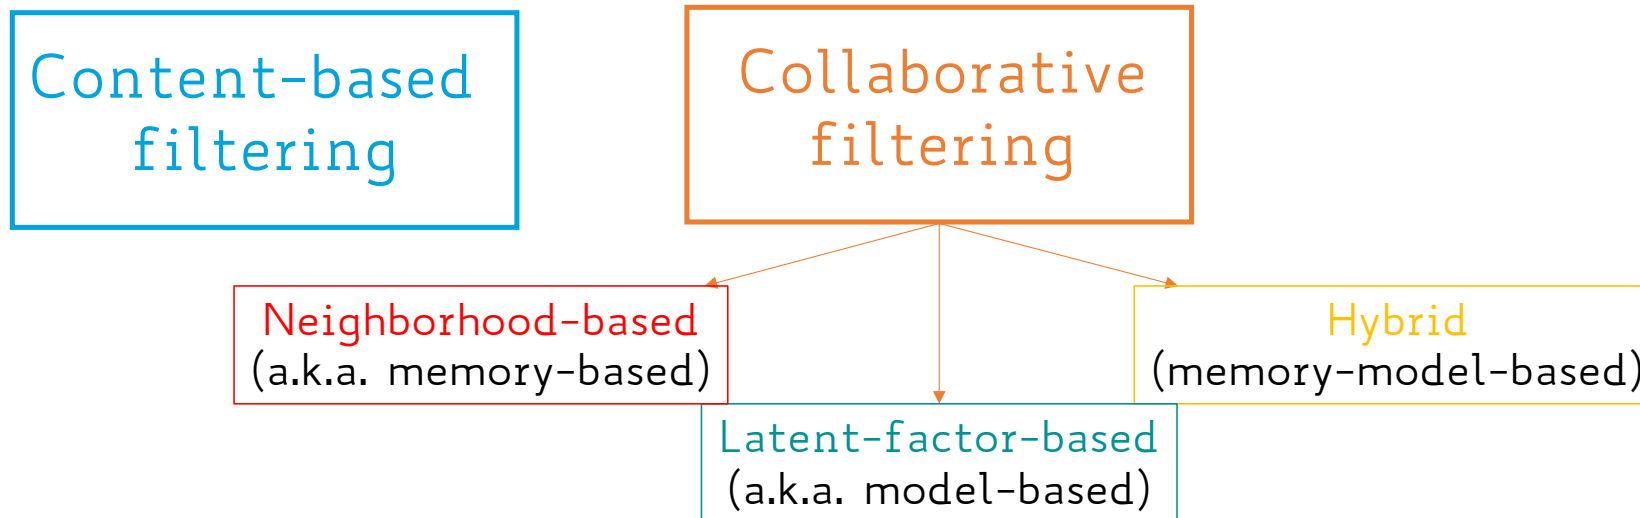 Content-based
filtering
Collaborative
filtering
Neighborhood-based
(a.k.a. memory-based)
Hybrid
(memory-model-based)
Latent-factor-based
(a.k.a. model-based)